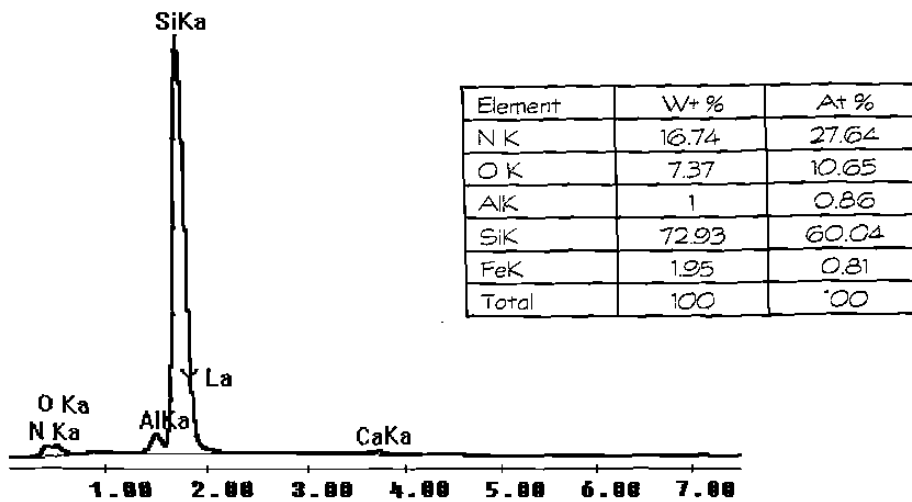 SiKa
Element Wt % At %
N K 16.74 27.64
O K 7.37 10.65
AlK 1 0.86
SiK 72.93 60.04
FeK 1.95 0.81
Total 100 100
Y La
O Ka
N Ka
AlKa
CaKa
1.00 2.00 3.00 4.00 5.00 6.00 7.00